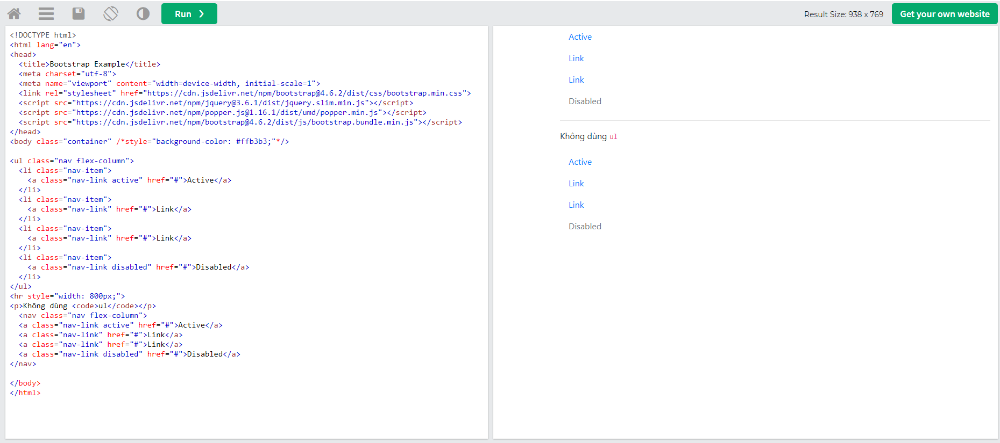 Run ❯
Result Size: 938 x 769
Get your own website
<!DOCTYPE html>
<html lang="en">
<head>
  <title>Bootstrap Example</title>
  <meta charset="utf-8">
  <meta name="viewport" content="width=device-width, initial-scale=1">
  <link rel="stylesheet" href="https://cdn.jsdelivr.net/npm/bootstrap@4.6.2/dist/css/bootstrap.min.css">
  <script src="https://cdn.jsdelivr.net/npm/jquery@3.6.1/dist/jquery.slim.min.js"></script>
  <script src="https://cdn.jsdelivr.net/npm/popper.js@1.16.1/dist/umd/popper.min.js"></script>
  <script src="https://cdn.jsdelivr.net/npm/bootstrap@4.6.2/dist/js/bootstrap.bundle.min.js"></script>
</head>
<body class="container" /*style="background-color: #ffb3b3;"*/>
<ul class="nav flex-column">
  <li class="nav-item">
    <a class="nav-link active" href="#">Active</a>
  </li>
  <li class="nav-item">
    <a class="nav-link" href="#">Link</a>
  </li>
  <li class="nav-item">
    <a class="nav-link" href="#">Link</a>
  </li>
  <li class="nav-item">
    <a class="nav-link disabled" href="#">Disabled</a>
  </li>
</ul>
<hr style="width: 800px;">
<p>Không dùng <code>ul</code></p>
  <nav class="nav flex-column">
  <a class="nav-link active" href="#">Active</a>
  <a class="nav-link" href="#">Link</a>
  <a class="nav-link" href="#">Link</a>
  <a class="nav-link disabled" href="#">Disabled</a>
</nav>
</body>
</html>
Active
Link
Link
Disabled
Không dùng ul
Active
Link
Link
Disabled